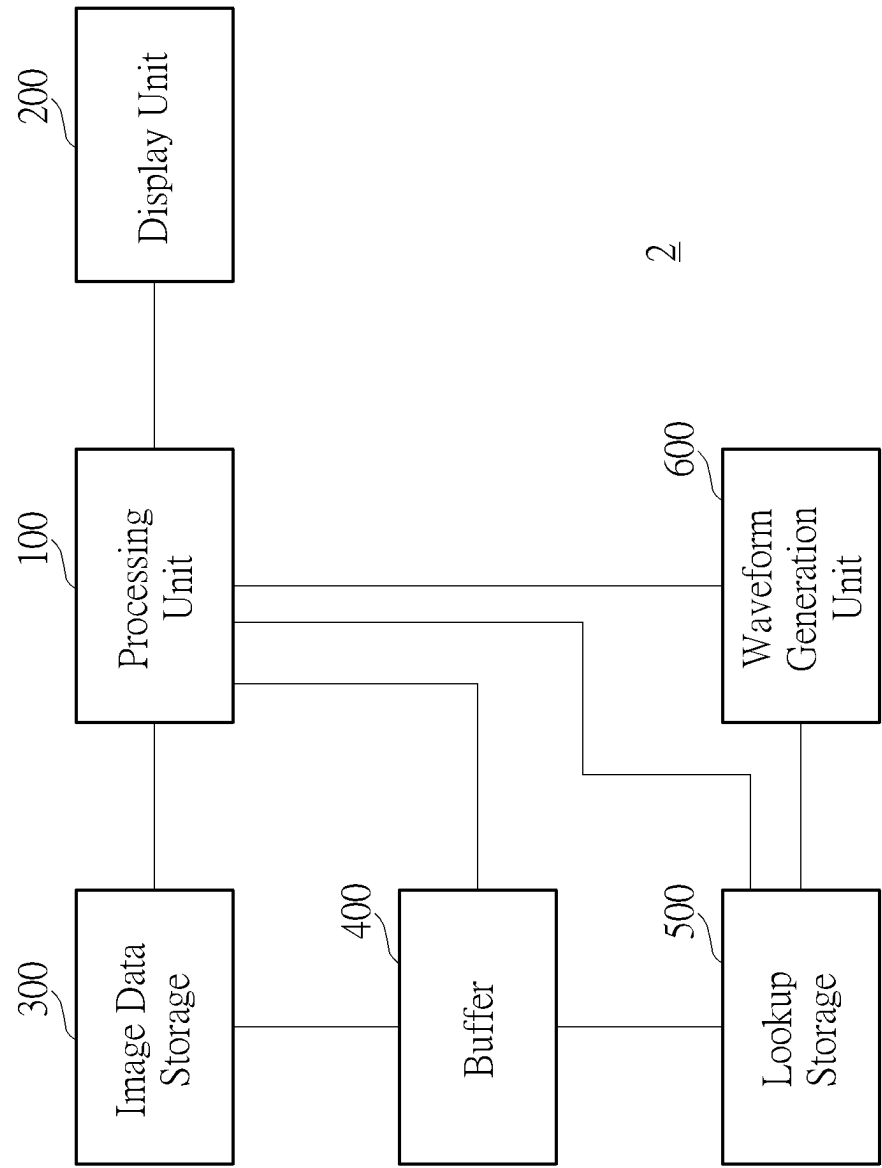 300
Image Data
Storage
100
Processing
Unit
200
Display Unit
400
Buffer
500
Lookup
Storage
600
Waveform
Generation
Unit
2